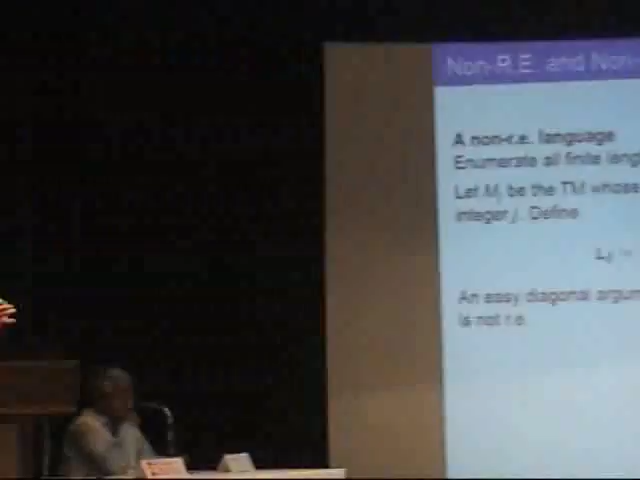 Non-R.E. and Non-
A non-r.e. language
Enumerate all finite leng
Let Mj be the TM whose
integer j. Define
An easy diagonal argum
is not r.e.